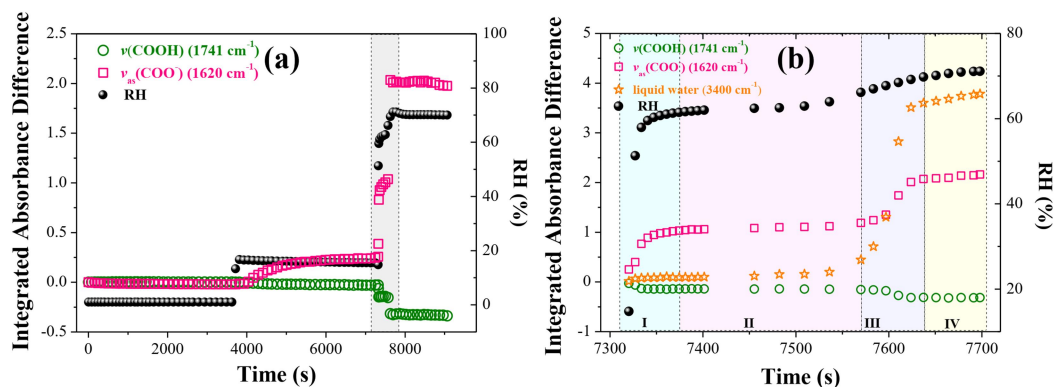 (a)
ν(COOH) (1741 cm⁻¹)
νas(COO⁻) (1620 cm⁻¹)
RH
Integrated Absorbance Difference
2.5
2.0
1.5
1.0
0.5
0.0
-0.5
RH (%)
100
80
60
40
20
0
0 2000 4000 6000 8000
Time (s)
(b)
ν(COOH) (1741 cm⁻¹)
νas(COO⁻) (1620 cm⁻¹)
liquid water (3400 cm⁻¹)
RH
Integrated Absorbance Difference
5
4
3
2
1
0
-1
RH (%)
80
60
40
20
I II III IV
7300 7400 7500 7600 7700
Time (s)